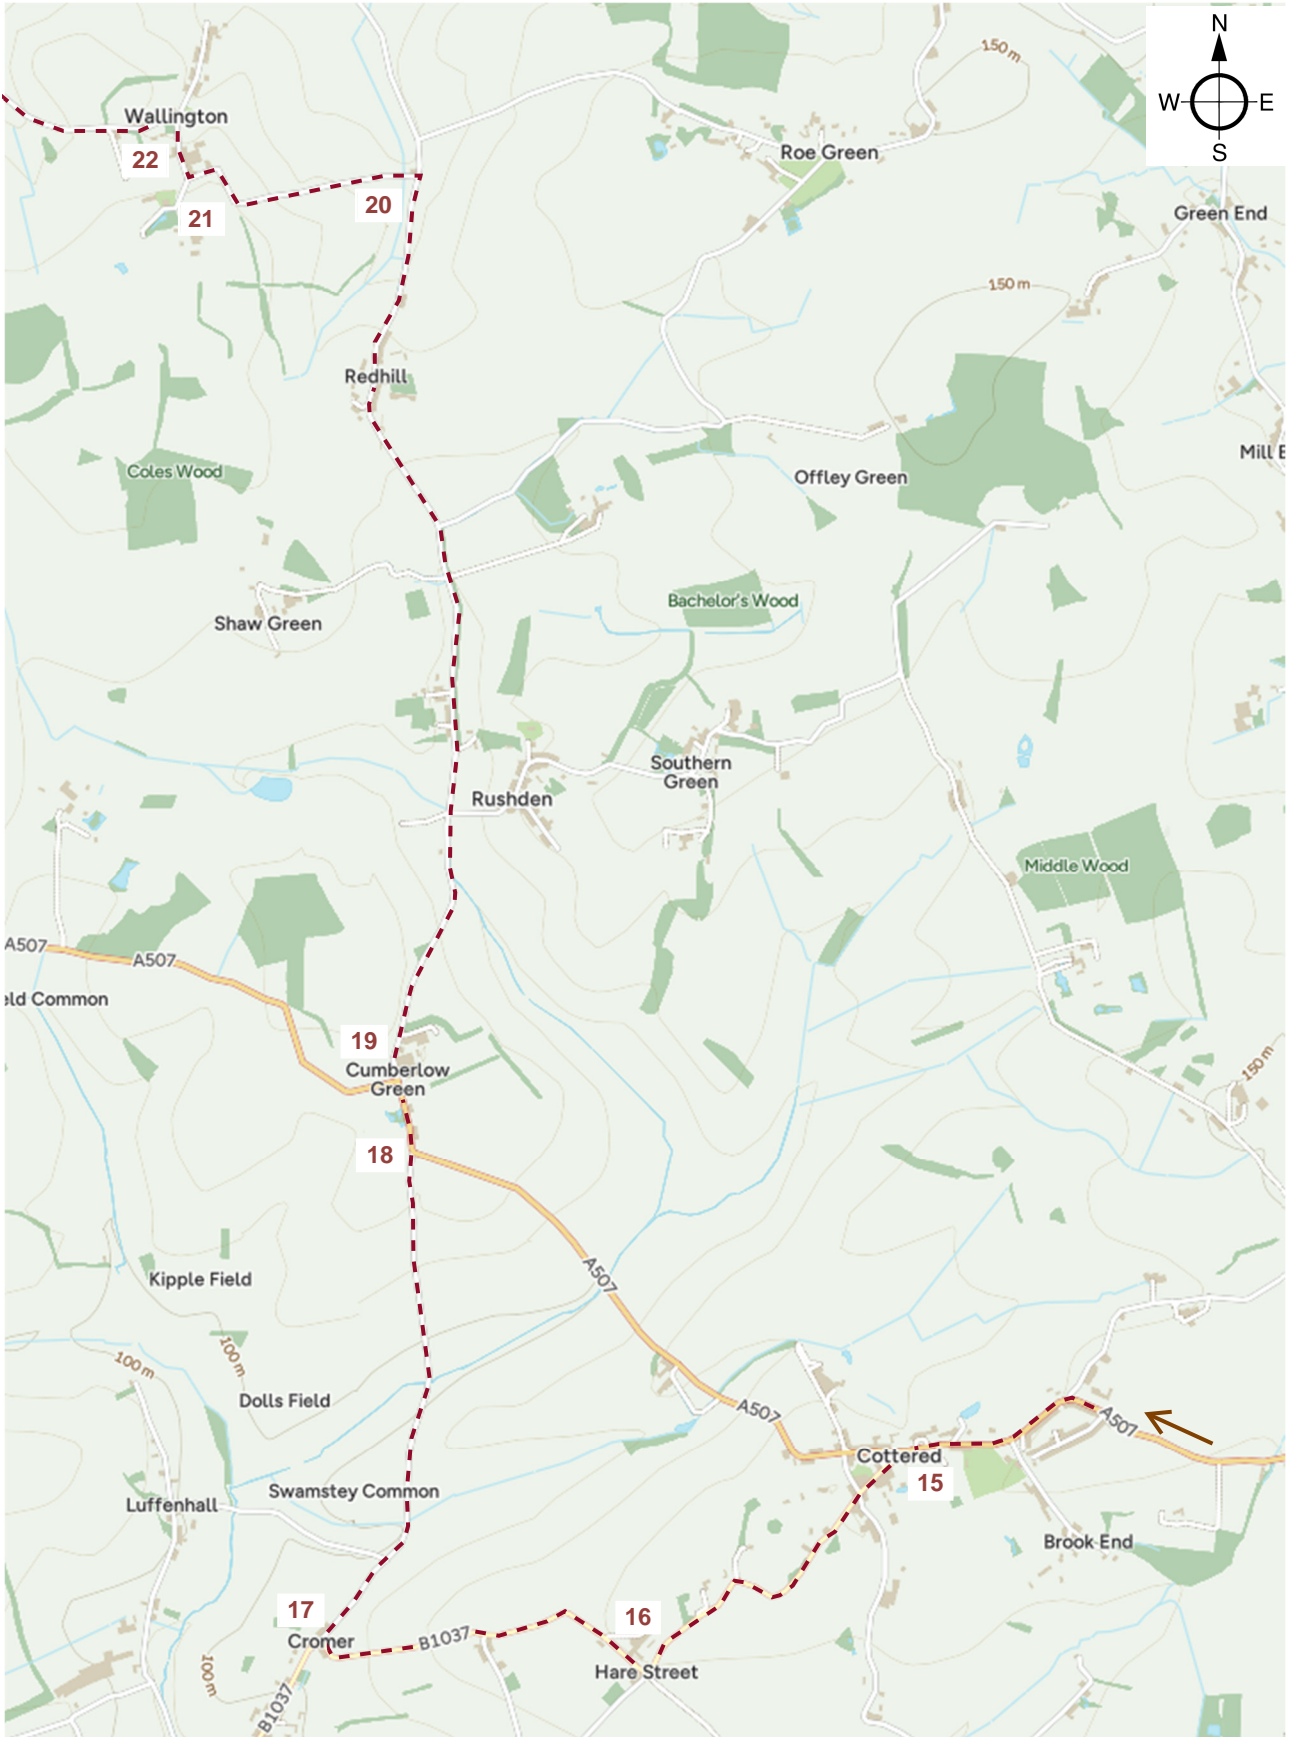 N
150 m
W
E
S
Wallington
22
Roe Green
20
21
Green End
150 m
Redhill
Mill E
Coles Wood
Offley Green
Bachelor's Wood
Shaw Green
Southern
Green
Rushden
Middle Wood
A507
A507
eld Common
19
Cumberlow
Green
150 m
18
A507
Kipple Field
100 m
100 m
Dolls Field
A507
A507
Cottered
15
Swamstey Common
Luffenhall
Brook End
17
16
Cromer
B1037
Hare Street
100 m
B1037